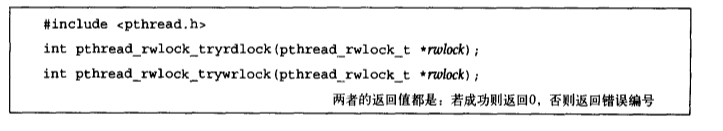 #include <pthread.h>
int pthread_rwlock_tryrdlock(pthread_rwlock_t *rwlock);
int pthread_rwlock_trywrlock(pthread_rwlock_t *rwlock);
两者的返回值都是：若成功则返回0，否则返回错误编号